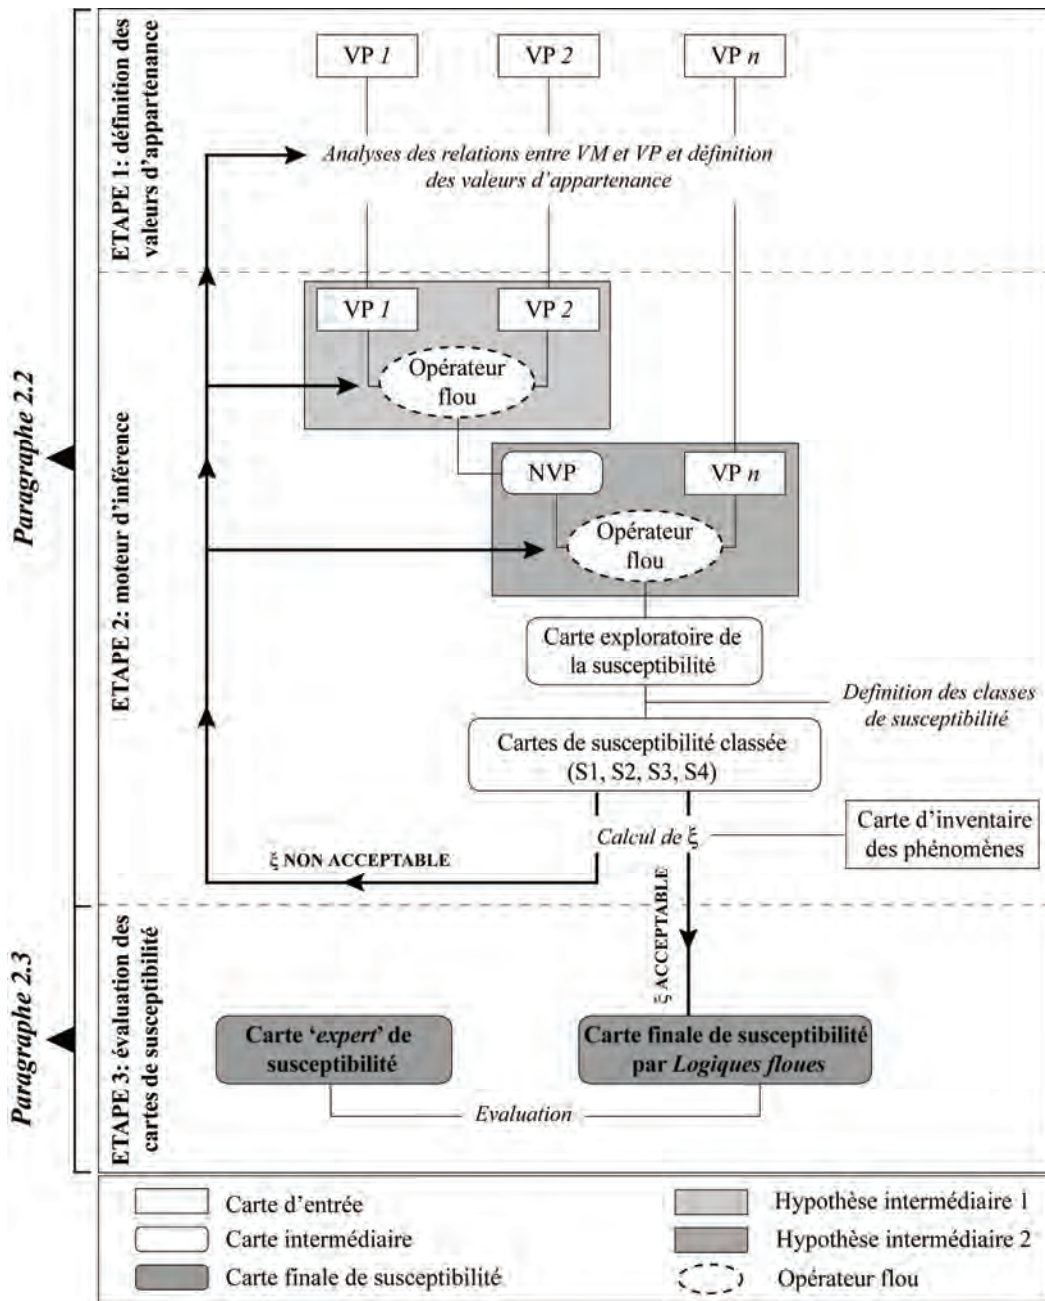 Paragraphe 2.2
Paragraphe 2.3
ETAPE 1: définition des
valeurs d'appartenance
VP 1
VP 2
VP n
Analyses des relations entre VM et VP et définition
des valeurs d'appartenance
ETAPE 2: moteur d'inférence
VP 1
VP 2
Opérateur
flou
NVP
VP n
Opérateur
flou
Carte exploratoire de
la susceptibilité
Definition des classes
de susceptibilité
Cartes de susceptibilité classée
(S1, S2, S3, S4)
Calcul de ξ
Carte d'inventaire
des phénomènes
ξ NON ACCEPTABLE
ξ ACCEPTABLE
ETAPE 3: évaluation des
cartes de susceptibilité
Carte 'expert' de
susceptibilité
Carte finale de susceptibilité
par Logiques floues
Evaluation
Carte d'entrée
Carte intermédiaire
Carte finale de susceptibilité
Hypothèse intermédiaire 1
Hypothèse intermédiaire 2
Opérateur flou